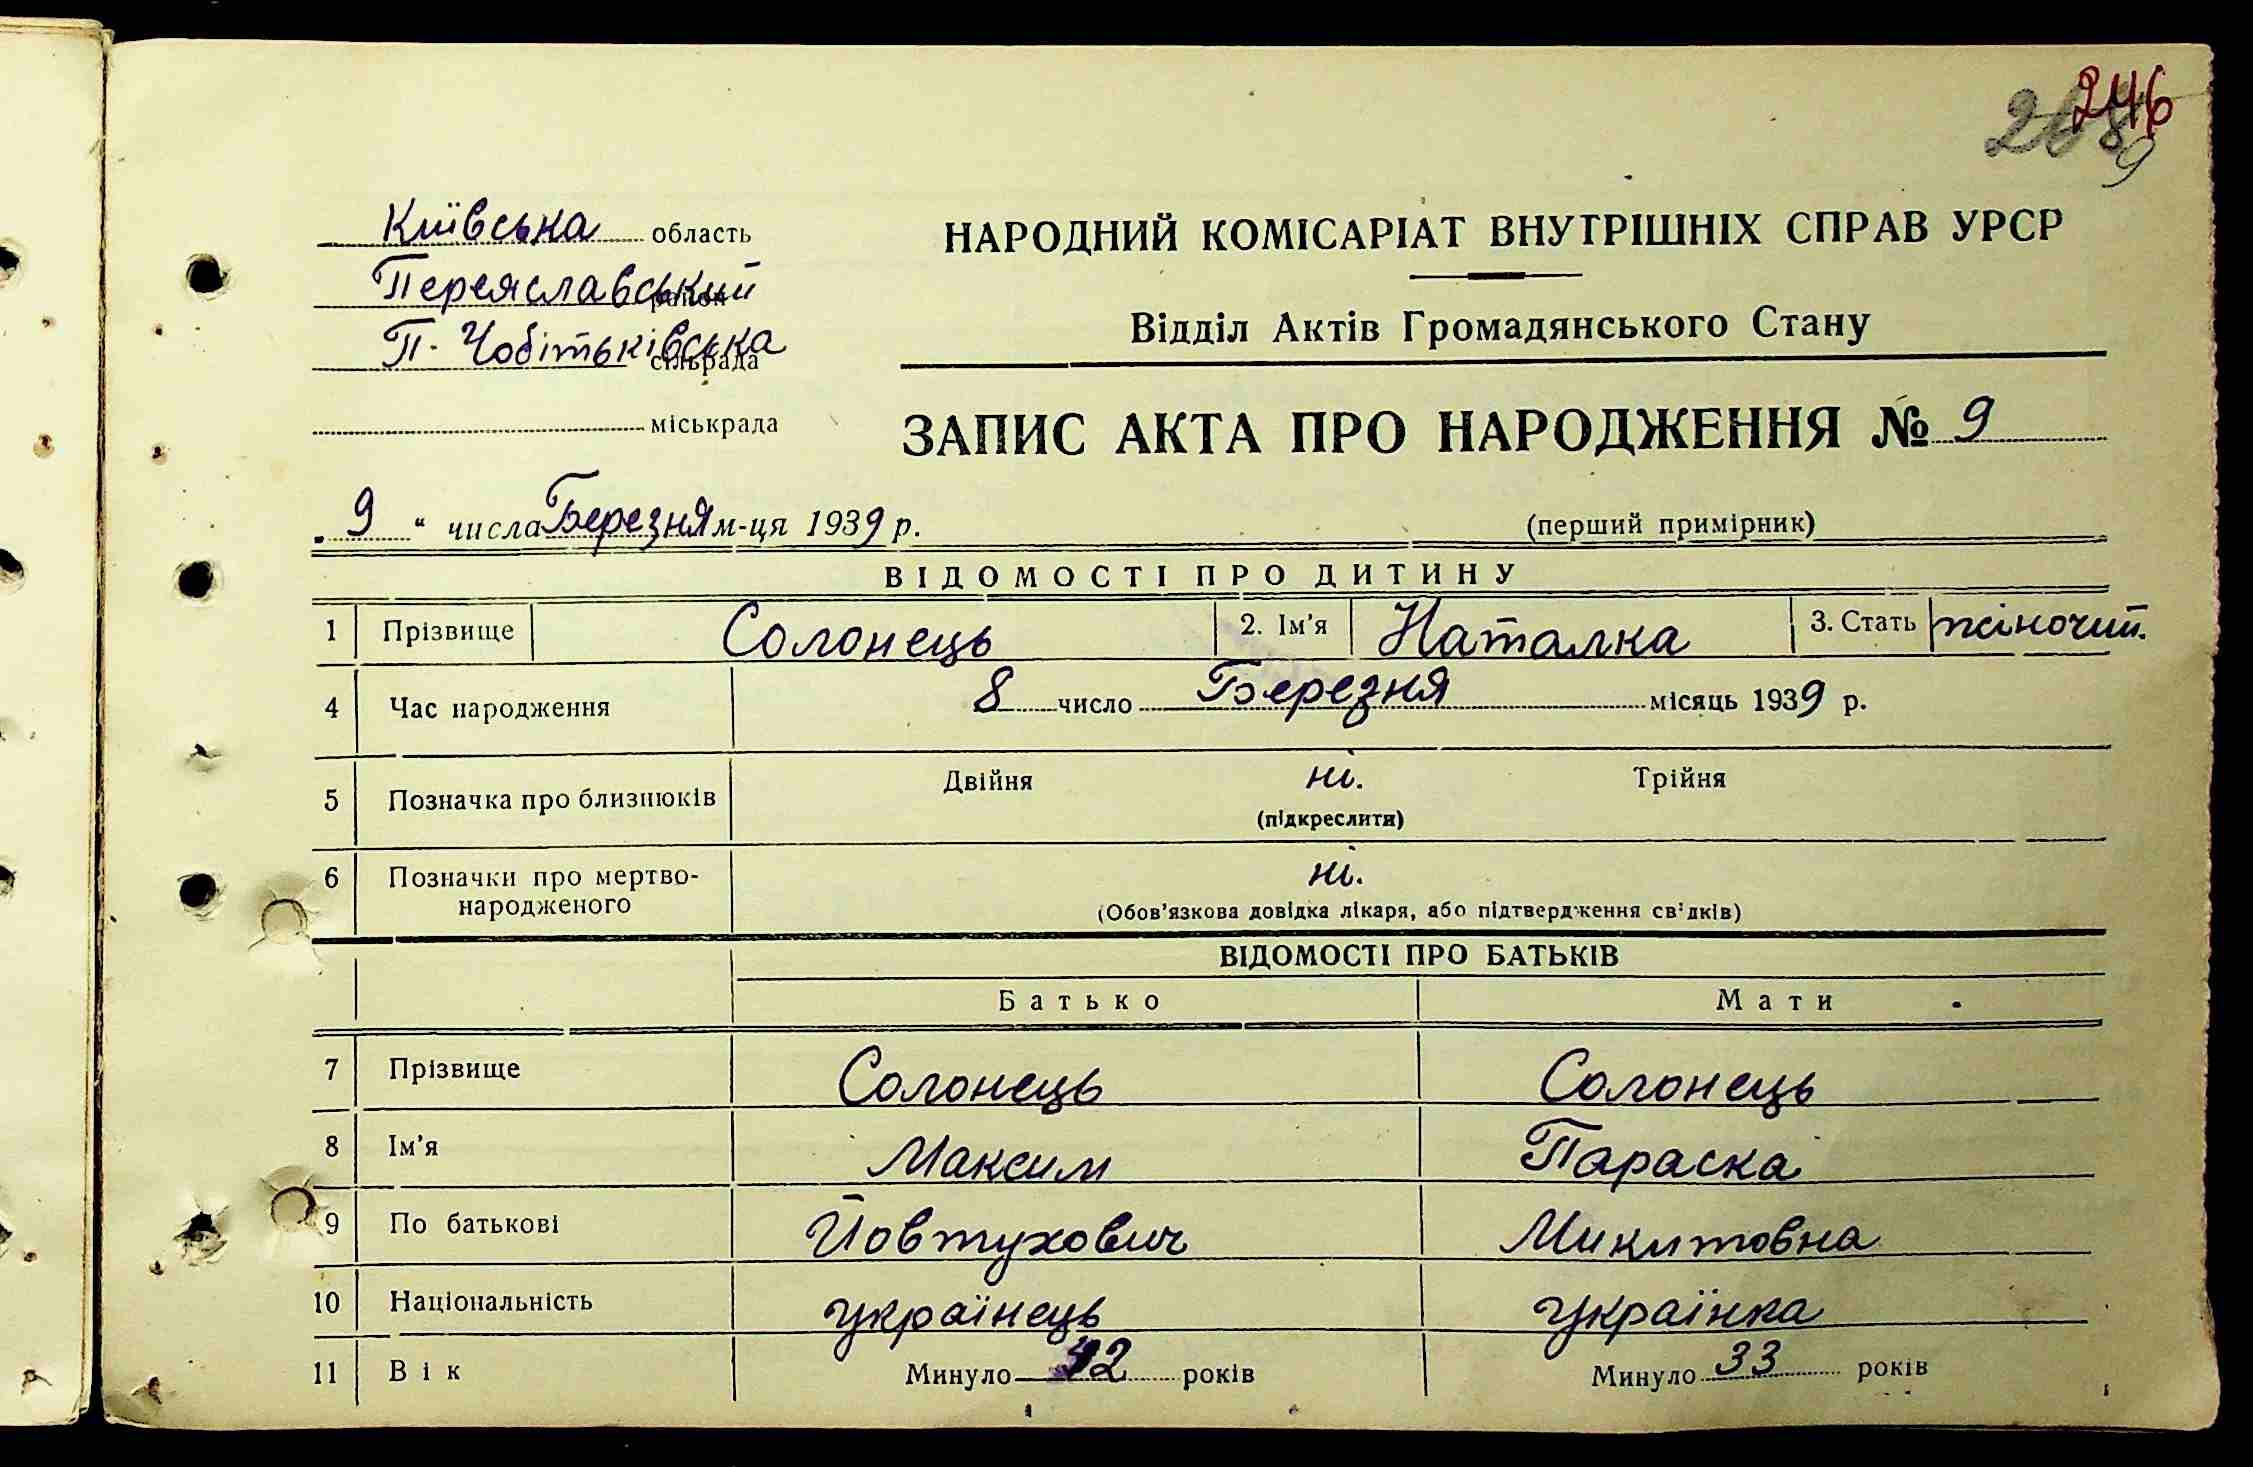 246
Київська область
Переяславський район
П. Чобітьківська сільрада
міськрада
НАРОДНИЙ КОМІСАРІАТ ВНУТРІШНІХ СПРАВ УРСР
Відділ Актів Громадянського Стану
ЗАПИС АКТА ПРО НАРОДЖЕННЯ № 9
„ 9 “ числа Березня м-ця 1939 р.
(перший примірник)
ВІДОМОСТІ ПРО ДИТИНУ
1 Прізвище Солонець 2. Ім’я Наталка 3. Стать жіночий.
4 Час народження 8 число Березня місяць 1939 р.
5 Позначка про близнюків Двійня ні. Трійня
(підкреслити)
6 Позначки про мертво-
народженого
ні.
(Обов’язкова довідка лікаря, або підтвердження свідків)
ВІДОМОСТІ ПРО БАТЬКІВ
Батько Мати
7 Прізвище Солонець Солонець
8 Ім’я Максим Параска
9 По батькові Йовтухович Микитовна
10 Національність українець українка
11 Вік Минуло 42 років Минуло 33 років